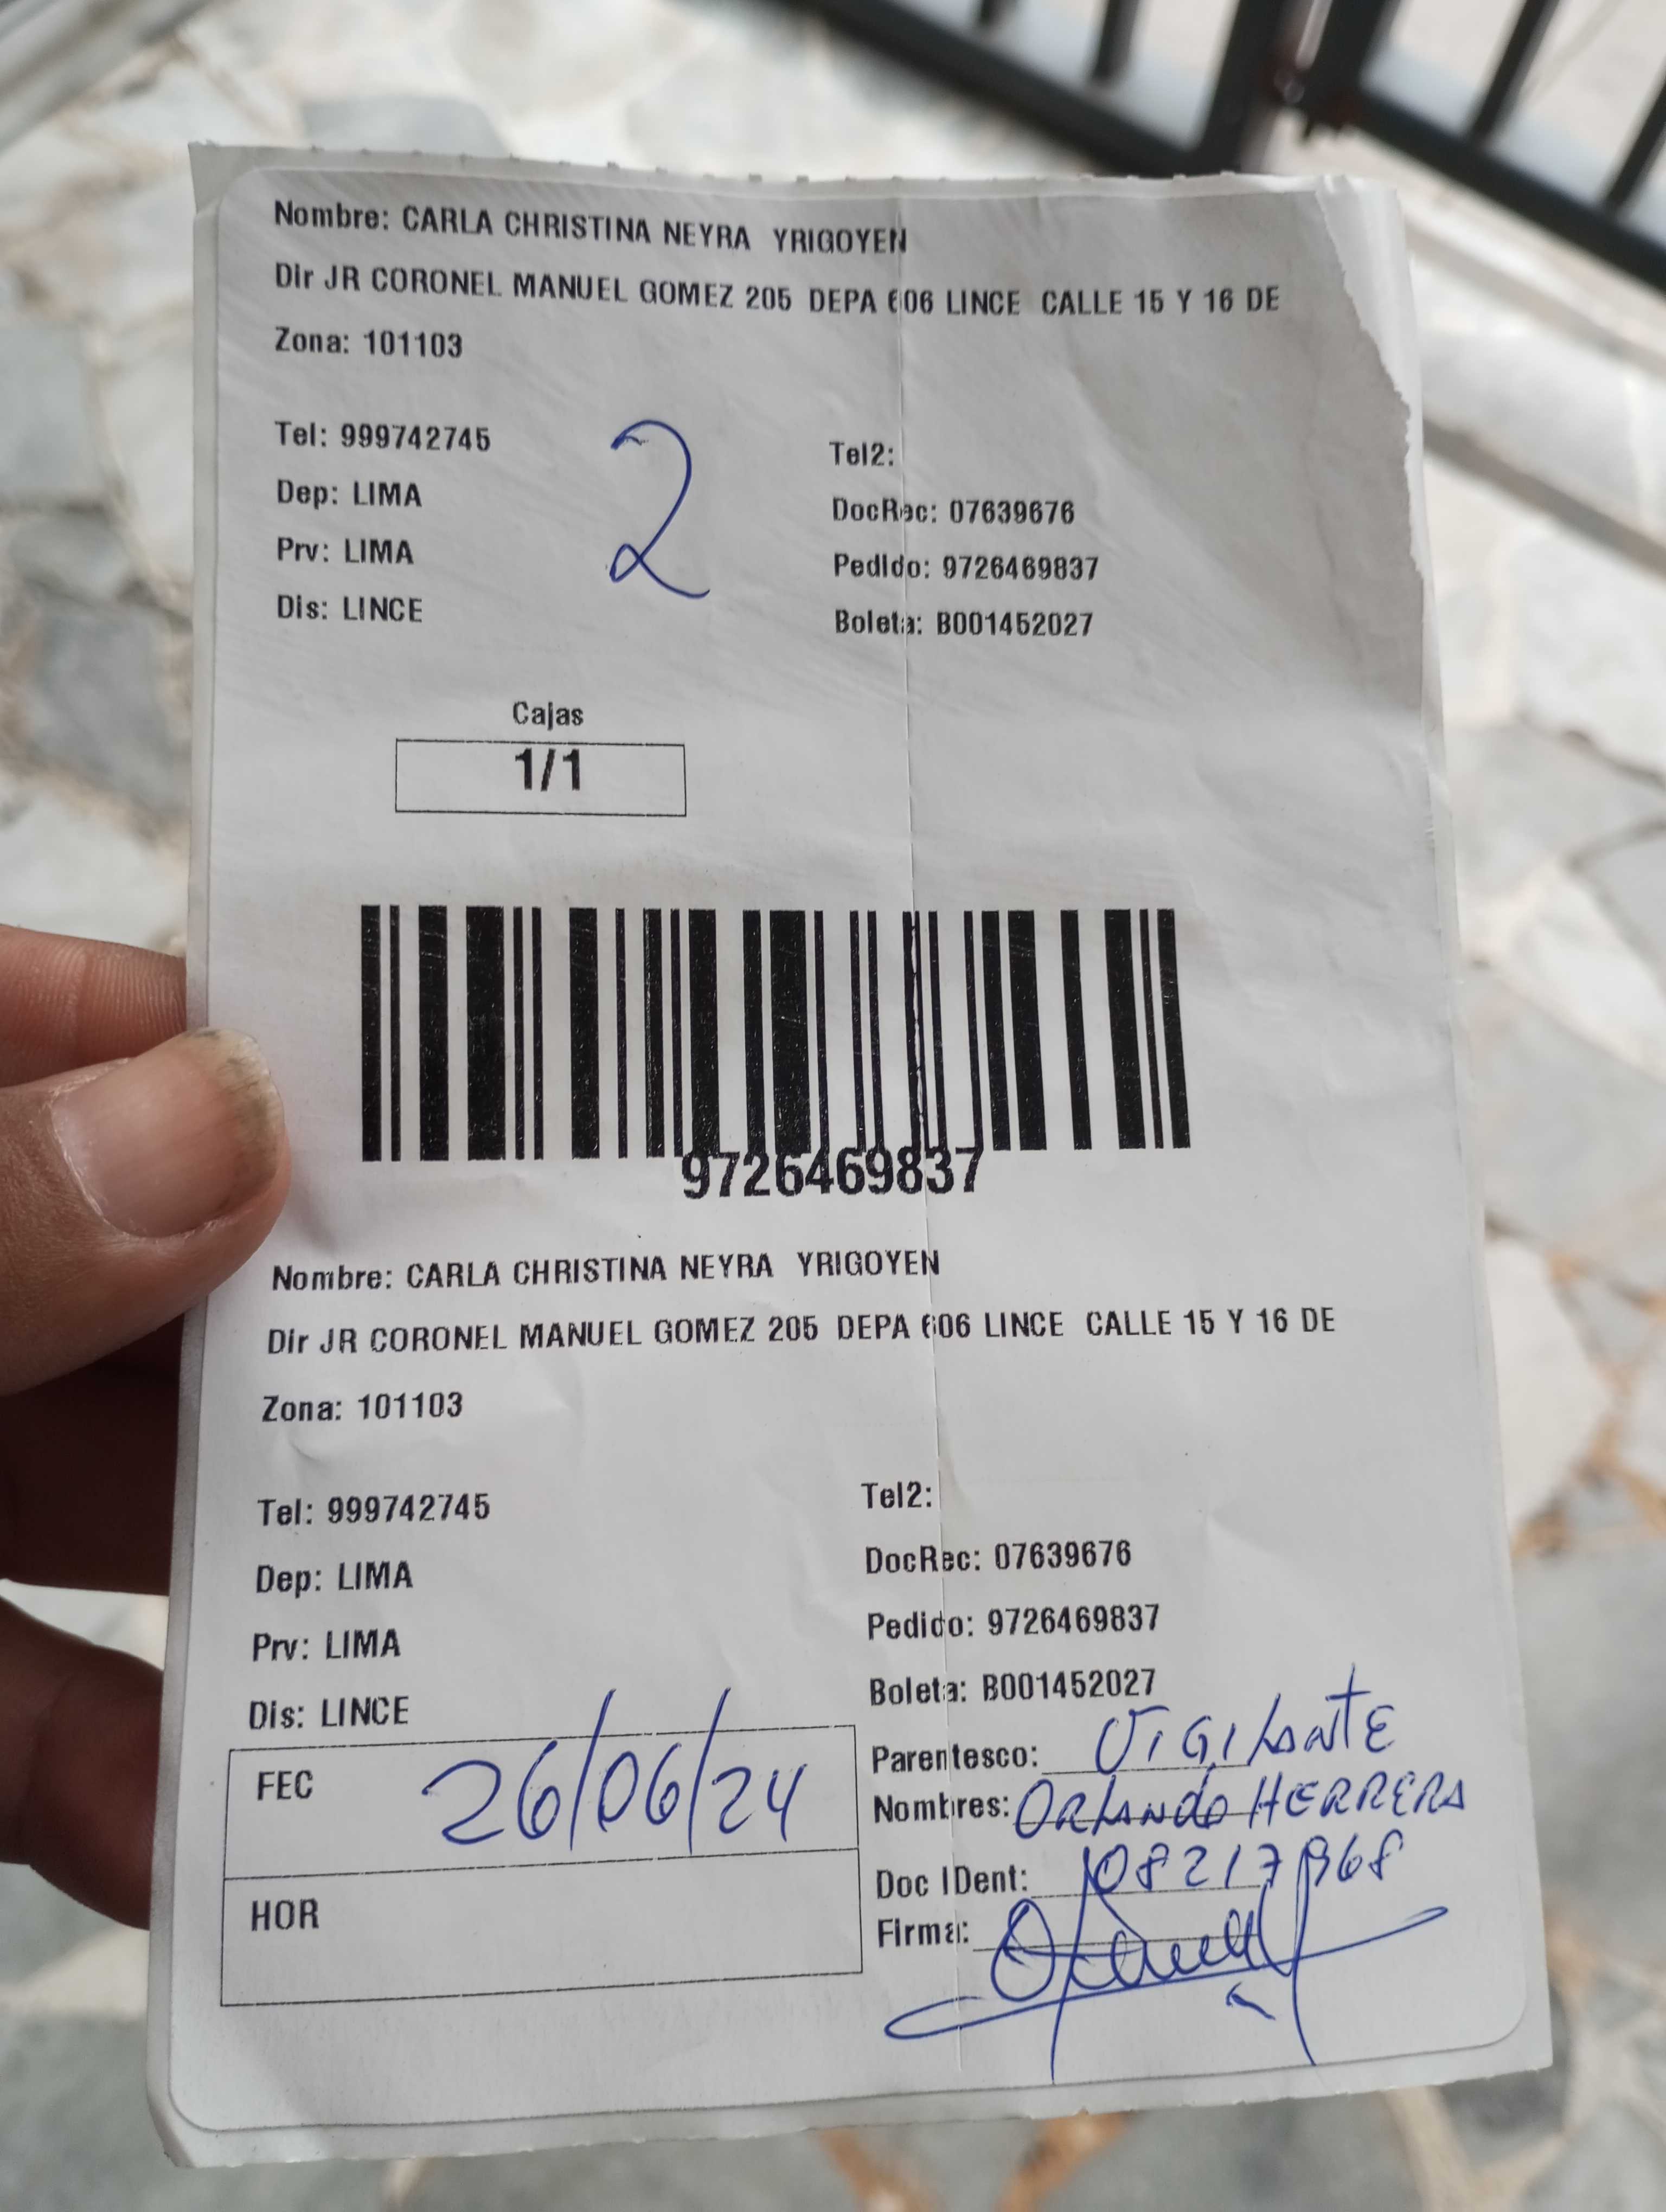 Nombre: CARLA CHRISTINA NEYRA YRIGOYEN
Dir JR CORONEL MANUEL GOMEZ 205 DEPA 606 LINCE CALLE 15 Y 16 DE
Zona: 101103
Tel: 999742745
Tel2:
Dep: LIMA
DocRec: 07639676
Prv: LIMA
Pedido: 9726469837
Dis: LINCE
Boleta: B001452027
2
Cajas
1/1
9726469837
Nombre: CARLA CHRISTINA NEYRA YRIGOYEN
Dir JR CORONEL MANUEL GOMEZ 205 DEPA 606 LINCE CALLE 15 Y 16 DE
Zona: 101103
Tel: 999742745
Tel2:
Dep: LIMA
DocRec: 07639676
Prv: LIMA
Pedido: 9726469837
Dis: LINCE
Boleta: B001452027
FEC 26/06/24
HOR
Parentesco: VIGILANTE
Nombres: ORLANDO HERRERA
Doc IDent:
Firma: